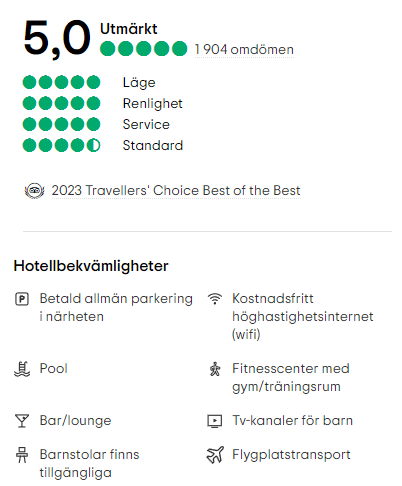 5,0 Utmärkt
1 904 omdömen
Läge
Renlighet
Service
Standard
2023 Travellers' Choice Best of the Best
Hotellbekvämligheter
P Betald allmän parkering
i närheten
Kostnadsfritt
höghastighetsinternet
(wifi)
Pool
Fitnesscenter med
gym/träningsrum
Bar/lounge
Tv-kanaler för barn
Barnstolar finns
tillgängliga
Flygplatstransport